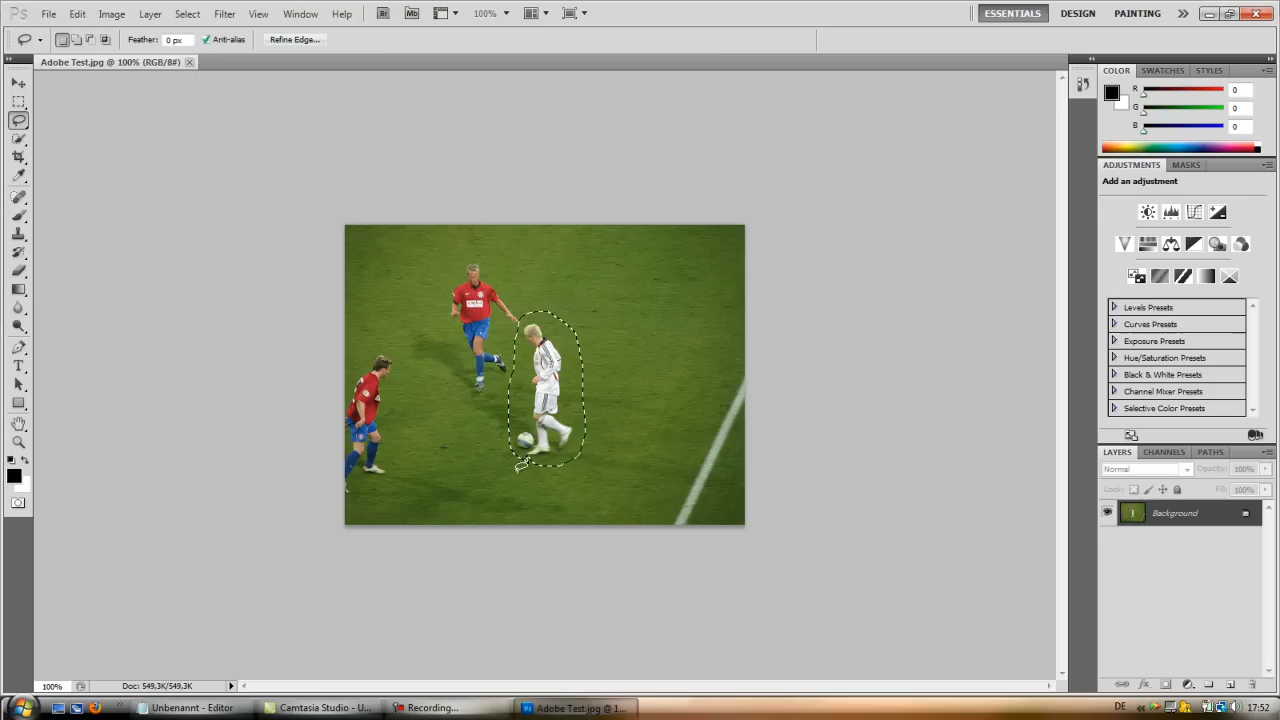 Ps File Edit Image Layer Select Filter View Window Help Br Mb 100% ESSENTIALS DESIGN PAINTING
Feather: 0 px Anti-alias Refine Edge...
Adobe Test.jpg @ 100% (RGB/8#)
COLOR SWATCHES STYLES
R 0
G 0
B 0
ADJUSTMENTS MASKS
Add an adjustment
Levels Presets
Curves Presets
Exposure Presets
Hue/Saturation Presets
Black & White Presets
Channel Mixer Presets
Selective Color Presets
LAYERS CHANNELS PATHS
Normal Opacity: 100%
Lock: Fill: 100%
Background
100% Doc: 549,3K/549,3K
Unbenannt - Editor Camtasia Studio - U... Recording... Ps Adobe Test.jpg @ 1... DE 17:52